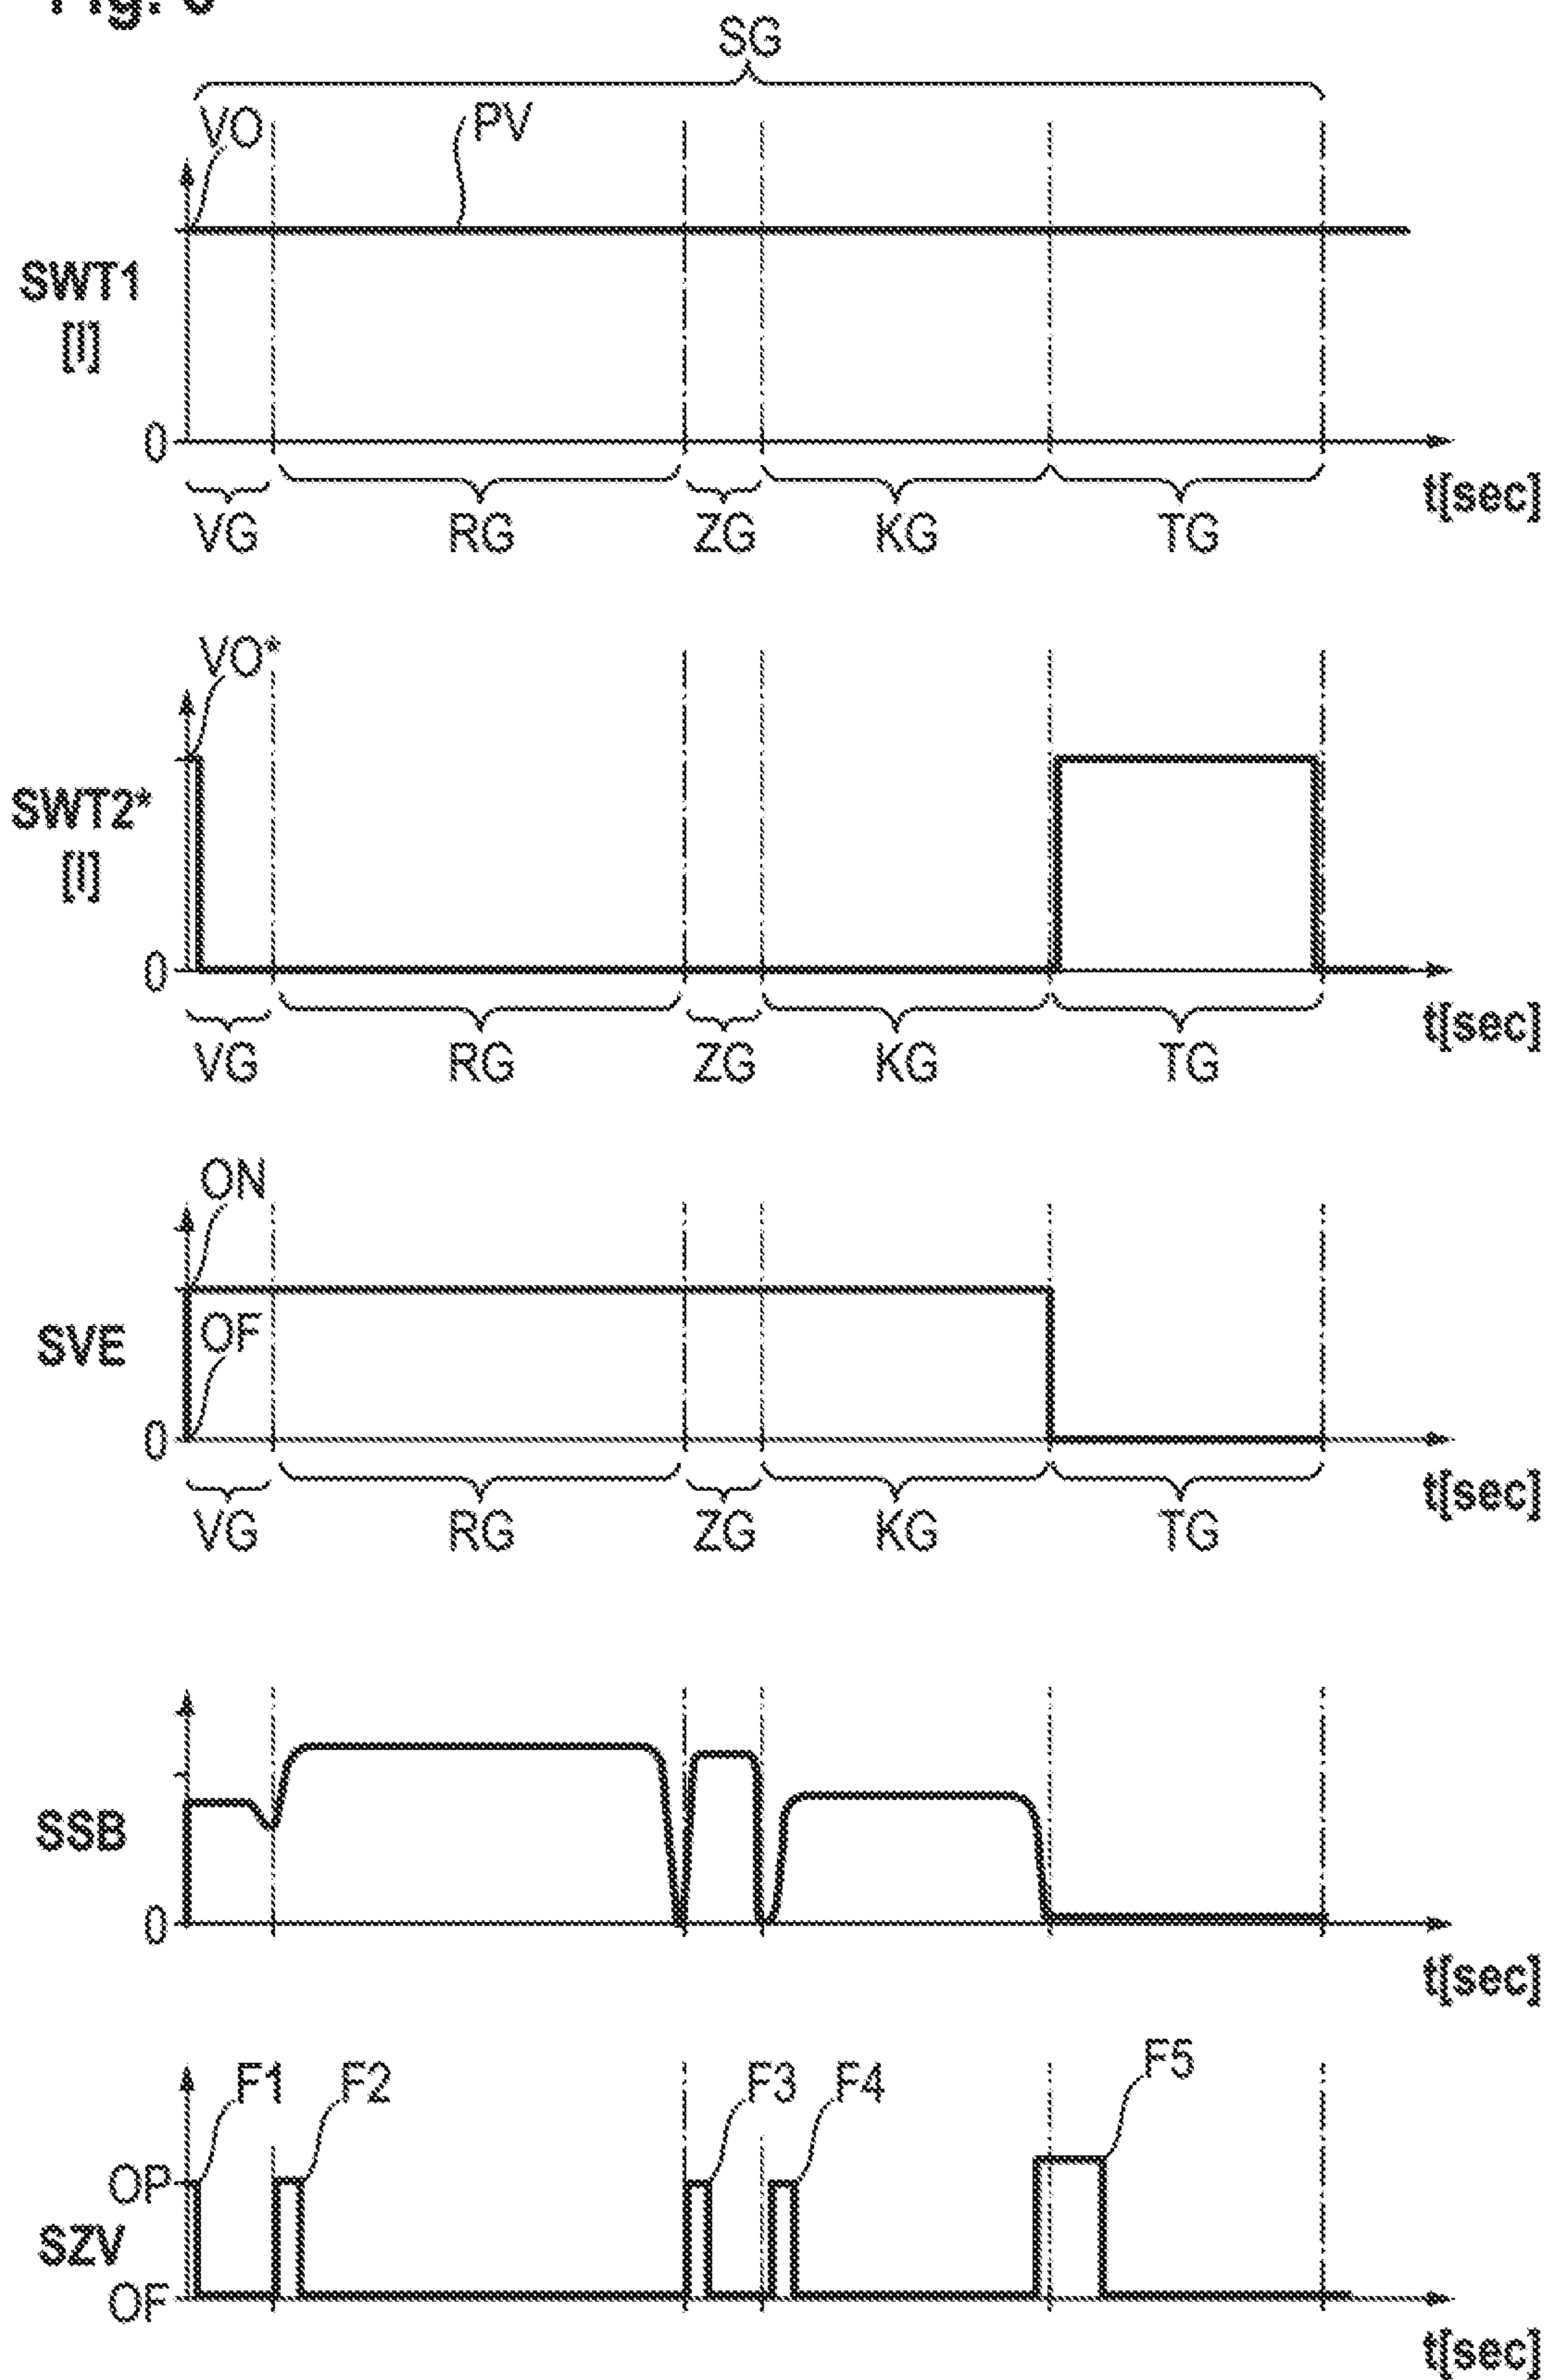 SG
VO
PV
SWT1
[l]
0
t[sec]
VG RG ZG KG TG
VO*
SWT2*
[l]
0
t[sec]
VG RG ZG KG TG
ON
OF
SVE
0
t[sec]
VG RG ZG KG TG
SSB
0
t[sec]
F1 F2 F3 F4 F5
OP
SZV
OF
t[sec]